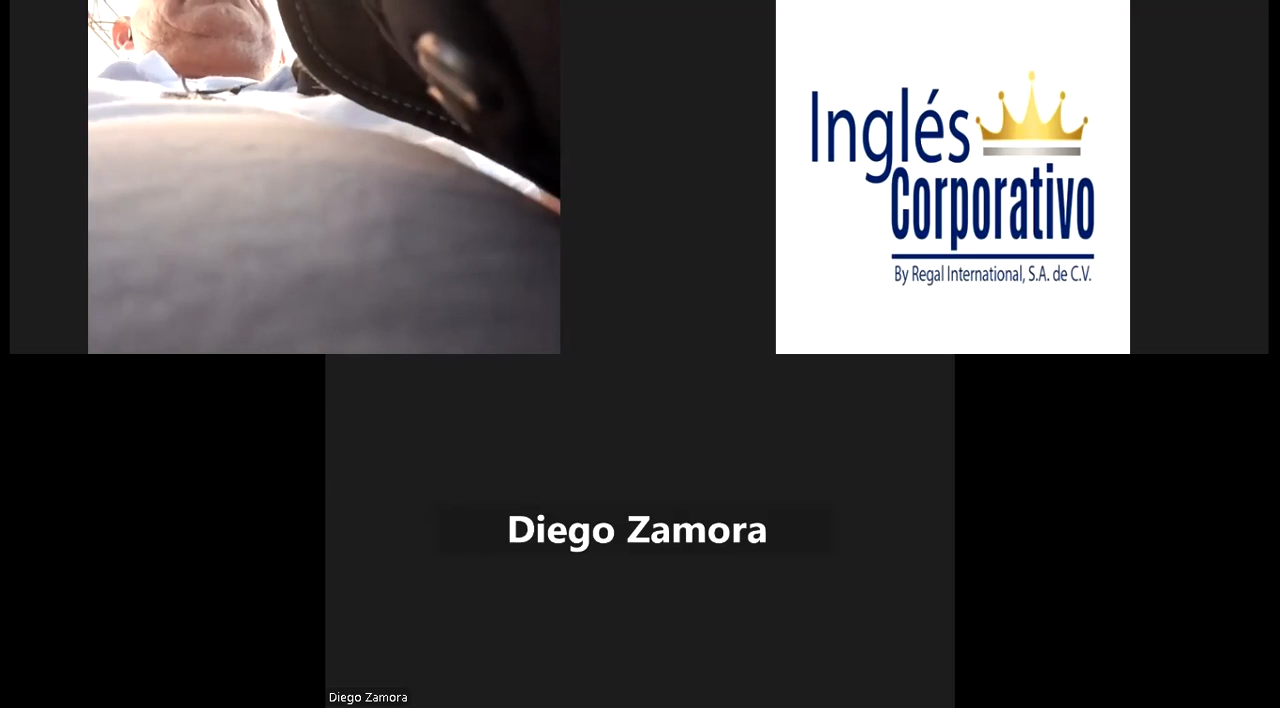 Inglés
Corporativo
By Regal International, S.A. de C.V.
Diego Zamora
Diego Zamora